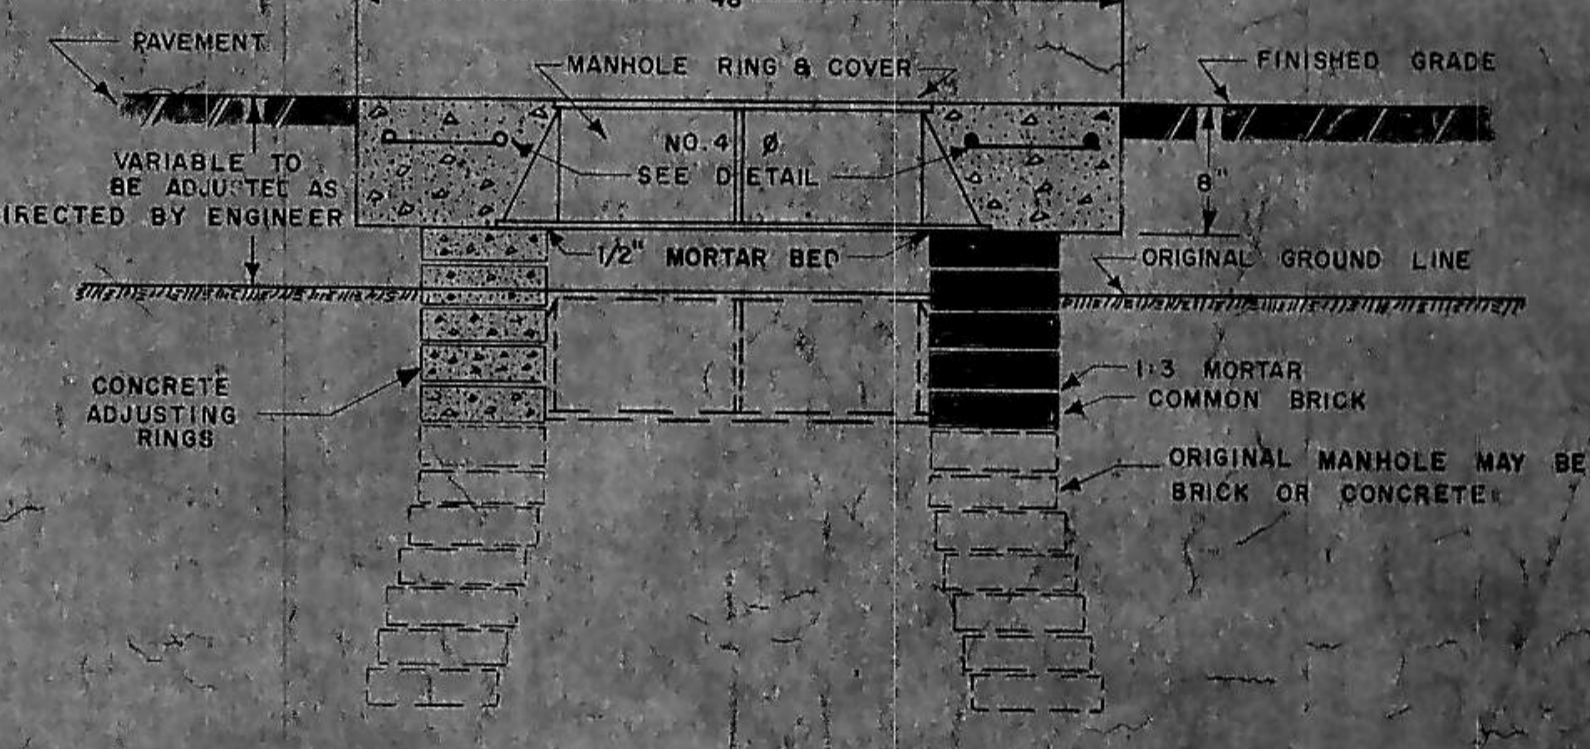 PAVEMENT
MANHOLE RING & COVER
FINISHED GRADE
NO. 4 Ø
SEE DETAIL
VARIABLE TO
BE ADJUSTED AS
IRECTED BY ENGINEER
8"
1/2" MORTAR BED
ORIGINAL GROUND LINE
CONCRETE
ADJUSTING
RINGS
1:3 MORTAR
COMMON BRICK
ORIGINAL MANHOLE MAY BE
BRICK OR CONCRETE